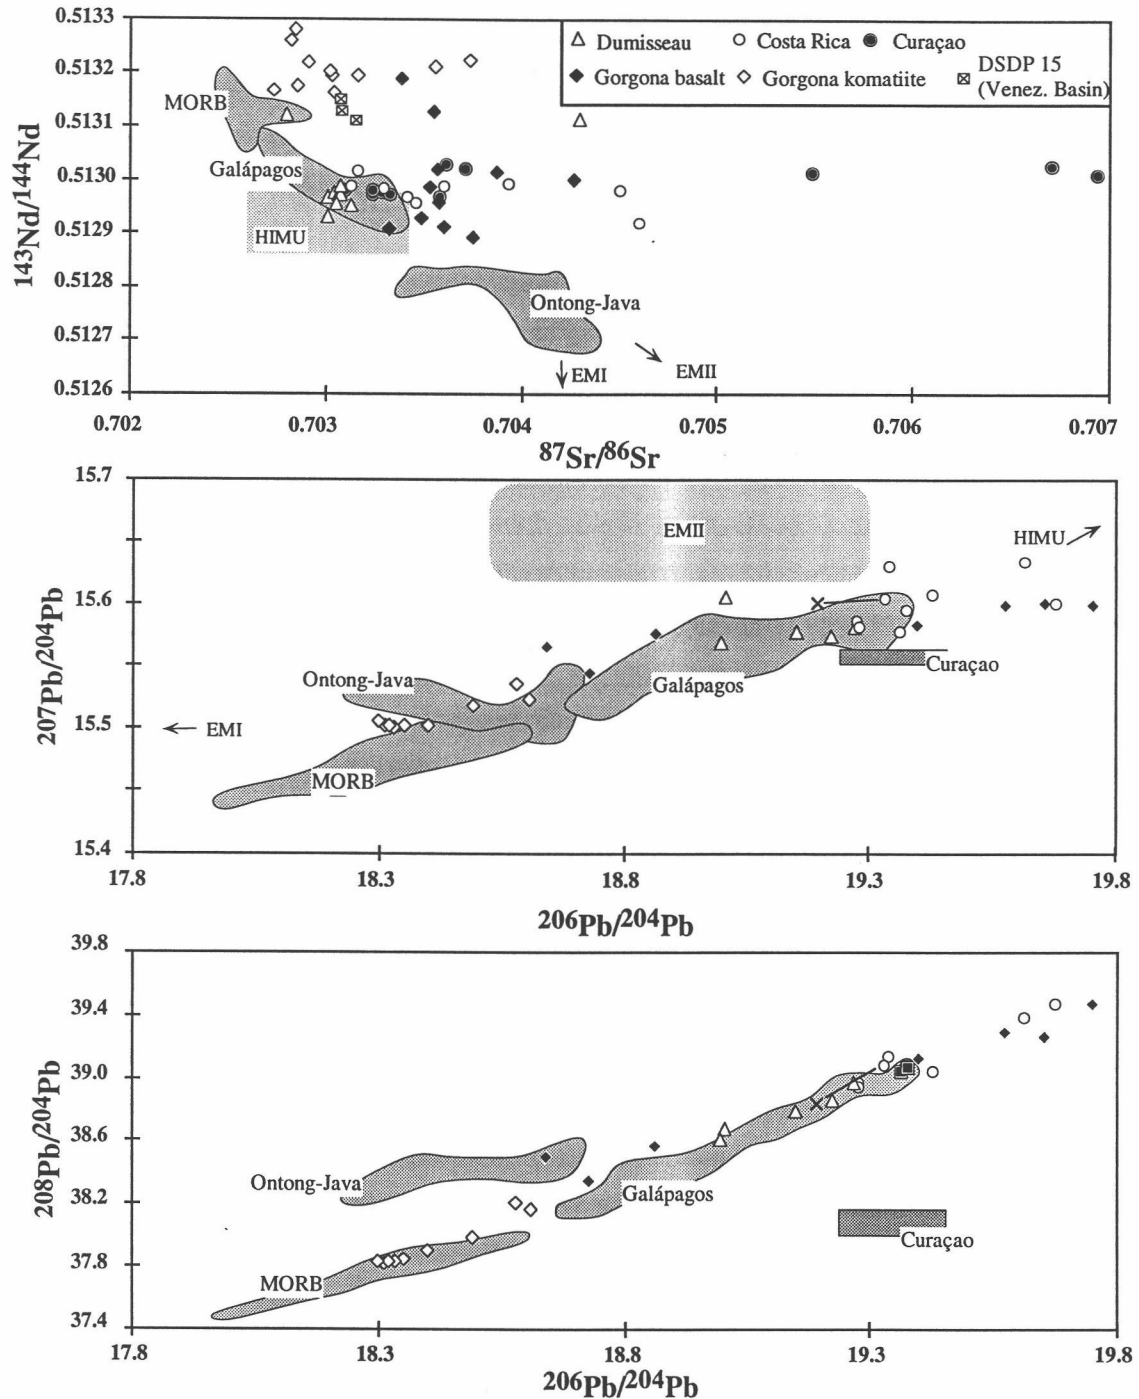 0.5133
0.5132
0.5131
0.5130
0.5129
0.5128
0.5127
0.5126
143Nd/144Nd
Dumisseau
Costa Rica
Curaçao
Gorgona basalt
Gorgona komatiite
DSDP 15
(Venez. Basin)
MORB
Galápagos
HIMU
Ontong-Java
EMI
EMII
0.702
0.703
0.704
0.705
0.706
0.707
87Sr/86Sr
15.7
15.6
15.5
15.4
207Pb/204Pb
EMII
HIMU
Ontong-Java
Galápagos
Curaçao
EMI
MORB
17.8
18.3
18.8
19.3
19.8
206Pb/204Pb
39.8
39.4
39.0
38.6
38.2
37.8
37.4
208Pb/204Pb
Ontong-Java
Galápagos
Curaçao
MORB
17.8
18.3
18.8
19.3
19.8
206Pb/204Pb